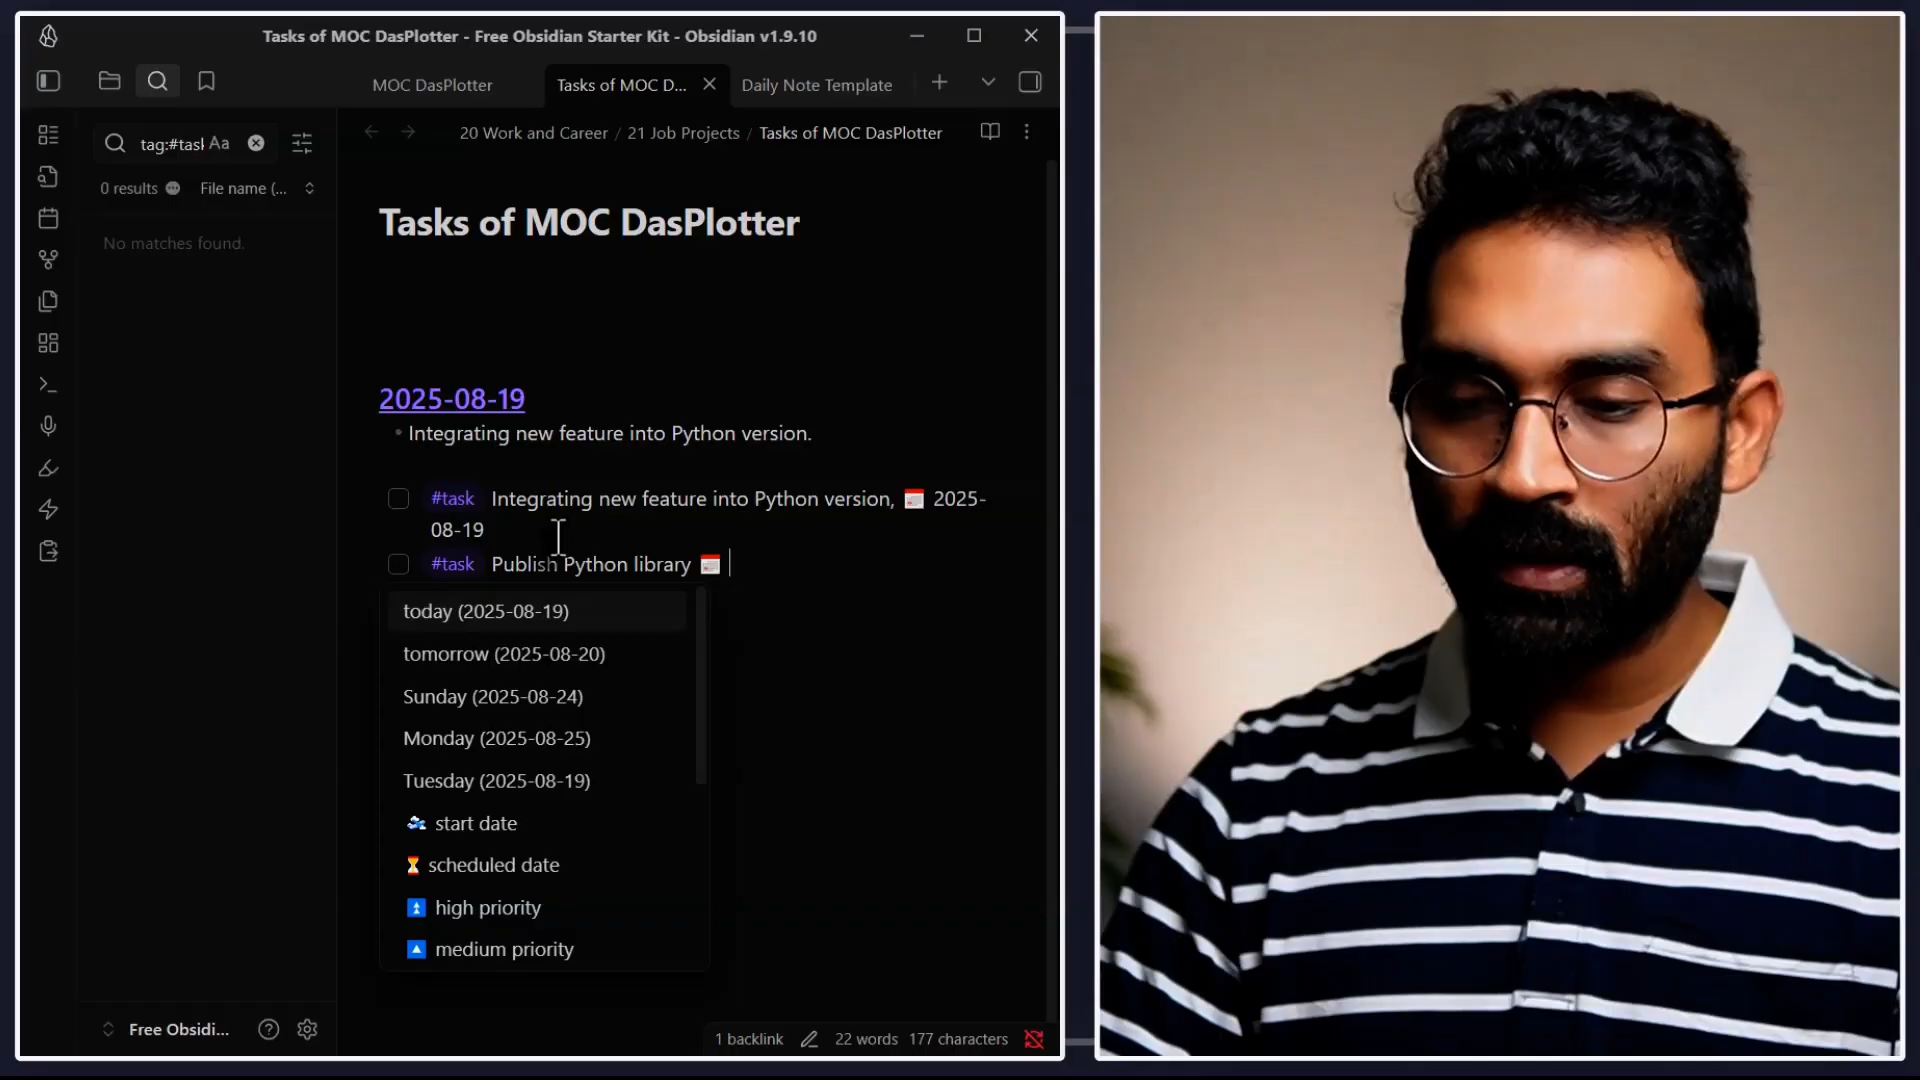 Tasks of MOC DasPlotter - Free Obsidian Starter Kit - Obsidian v1.9.10
MOC DasPlotter
Tasks of MOC D...
Daily Note Template
tag:#task
Aa
20 Work and Career / 21 Job Projects / Tasks of MOC DasPlotter
0 results
File name (...
No matches found.
Tasks of MOC DasPlotter
2025-08-19
Integrating new feature into Python version.
#task Integrating new feature into Python version, 2025-
08-19
#task Publish Python library
today (2025-08-19)
tomorrow (2025-08-20)
Sunday (2025-08-24)
Monday (2025-08-25)
Tuesday (2025-08-19)
start date
scheduled date
high priority
medium priority
Free Obsidi...
1 backlink
22 words
177 characters